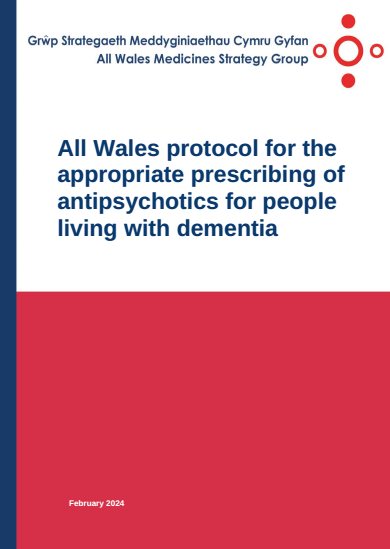 Grŵp Strategaeth Meddyginiaethau Cymru Gyfan
All Wales Medicines Strategy Group
All Wales protocol for the
appropriate prescribing of
antipsychotics for people
living with dementia
February 2024